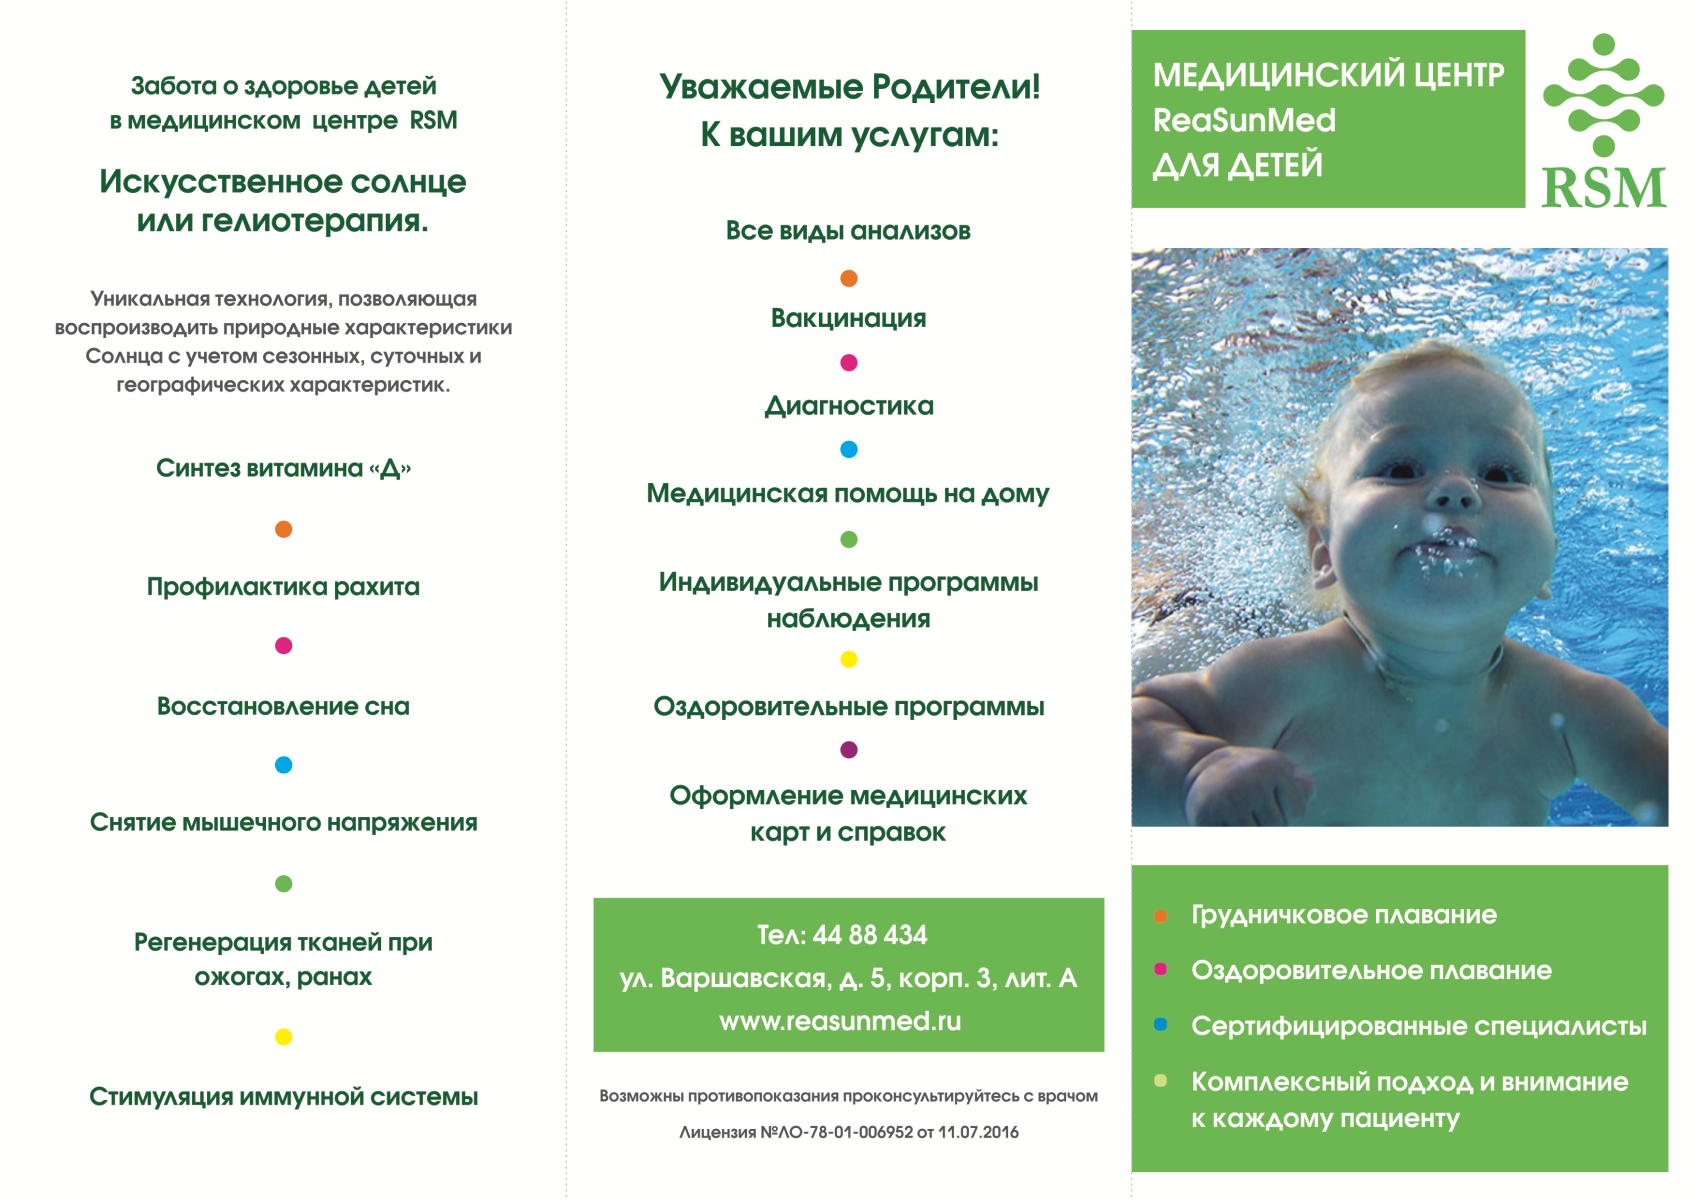 Забота о здоровье детей
в медицинском центре RSM
Искусственное солнце
или гелиотерапия.
Уникальная технология, позволяющая
воспроизводить природные характеристики
Солнца с учетом сезонных, суточных и
географических характеристик.
Синтез витамина «Д»
Профилактика рахита
Восстановление сна
Снятие мышечного напряжения
Регенерация тканей при
ожогах, ранах
Стимуляция иммунной системы
Уважаемые Родители!
К вашим услугам:
Все виды анализов
Вакцинация
Диагностика
Медицинская помощь на дому
Индивидуальные программы
наблюдения
Оздоровительные программы
Оформление медицинских
карт и справок
Тел: 44 88 434
ул. Варшавская, д. 5, корп. 3, лит. А
www.reasunmed.ru
Возможны противопоказания проконсультируйтесь с врачом
Лицензия №ЛО-78-01-006952 от 11.07.2016
МЕДИЦИНСКИЙ ЦЕНТР
ReaSunMed
ДЛЯ ДЕТЕЙ
RSM
Грудничковое плавание
Оздоровительное плавание
Сертифицированные специалисты
Комплексный подход и внимание
к каждому пациенту